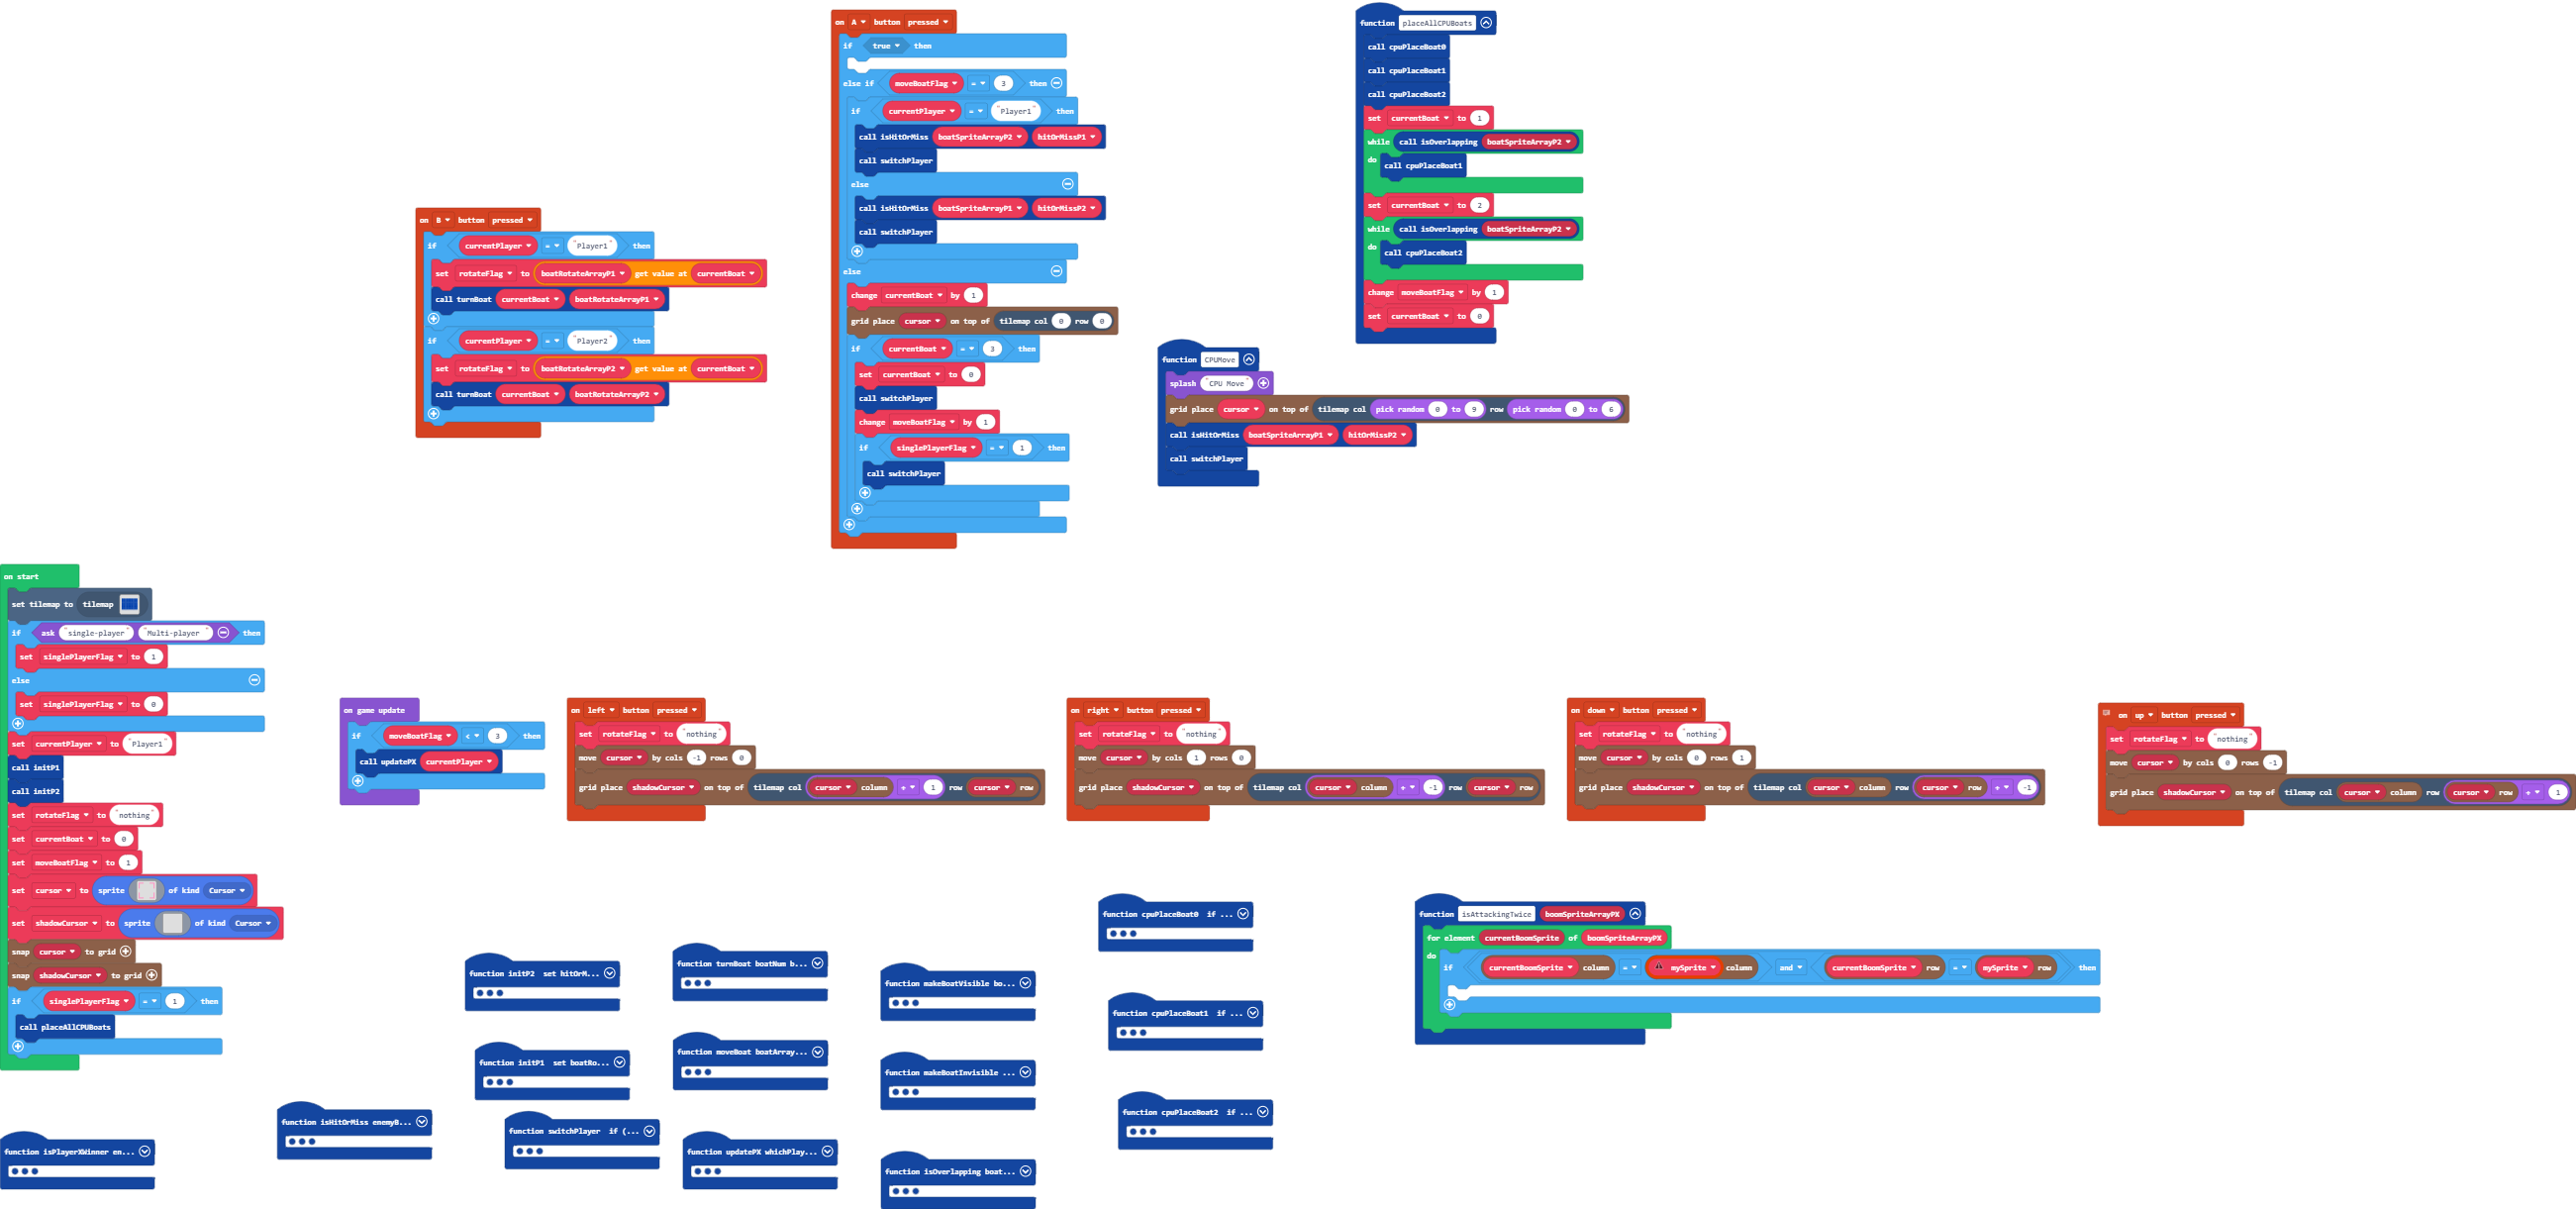 on A button pressed
if true then
else if moveBoatFlag = 3 then
if currentPlayer = "Player1" then
call isHitOrMiss boatSpriteArrayP2 hitOrMissP1
call switchPlayer
else
call isHitOrMiss boatSpriteArrayP1 hitOrMissP2
call switchPlayer
else
change currentBoat by 1
grid place cursor on top of tilemap col 0 row 0
if currentBoat = 3 then
set currentBoat to 0
call switchPlayer
change moveBoatFlag by 1
if singlePlayerFlag = 1 then
call switchPlayer
function placeAllCPUBoats
call cpuPlaceBoat0
call cpuPlaceBoat1
call cpuPlaceBoat2
set currentBoat to 1
while call isOverlapping boatSpriteArrayP2
do call cpuPlaceBoat1
set currentBoat to 2
while call isOverlapping boatSpriteArrayP2
do call cpuPlaceBoat2
change moveBoatFlag by 1
set currentBoat to 0
on B button pressed
if currentPlayer = "Player1" then
set rotateFlag to boatRotateArrayP1 get value at currentBoat
call turnBoat currentBoat boatRotateArrayP1
if currentPlayer = "Player2" then
set rotateFlag to boatRotateArrayP2 get value at currentBoat
call turnBoat currentBoat boatRotateArrayP2
function CPUMove
splash "CPU Move"
grid place cursor on top of tilemap col pick random 0 to 9 row pick random 0 to 6
call isHitOrMiss boatSpriteArrayP1 hitOrMissP2
call switchPlayer
on start
set tilemap to tilemap
if ask "single-player" "Multi-player" then
set singlePlayerFlag to 1
else
set singlePlayerFlag to 0
set currentPlayer to "Player1"
call initP1
call initP2
set rotateFlag to "nothing"
set currentBoat to 0
set moveBoatFlag to 1
set cursor to sprite of kind Cursor
set shadowCursor to sprite of kind Cursor
snap cursor to grid
snap shadowCursor to grid
if singlePlayerFlag = 1 then
call placeAllCPUBoats
on game update
if moveBoatFlag < 3 then
call updatePX currentPlayer
on left button pressed
set rotateFlag to "nothing"
move cursor by cols -1 rows 0
grid place shadowCursor on top of tilemap col cursor column + 1 row cursor row
on right button pressed
set rotateFlag to "nothing"
move cursor by cols 1 rows 0
grid place shadowCursor on top of tilemap col cursor column + -1 row cursor row
on down button pressed
set rotateFlag to "nothing"
move cursor by cols 0 rows 1
grid place shadowCursor on top of tilemap col cursor column row cursor row + -1
on up button pressed
set rotateFlag to "nothing"
move cursor by cols 0 rows -1
grid place shadowCursor on top of tilemap col cursor column row cursor row + 1
function initP2 set hitOrM...
function initP1 set boatRo...
function isHitOrMiss enemyB...
function switchPlayer if (...
function isPlayerXWinner en...
function turnBoat boatNum b...
function moveBoat boatArray...
function updatePX whichPlay...
function makeBoatVisible bo...
function makeBoatInvisible ...
function isOverlapping boat...
function cpuPlaceBoat0 if ...
function cpuPlaceBoat1 if ...
function cpuPlaceBoat2 if ...
function isAttackingTwice boomSpriteArrayPX
for element currentBoomSprite of boomSpriteArrayPX
do
if currentBoomSprite column = mySprite column and currentBoomSprite row = mySprite row then